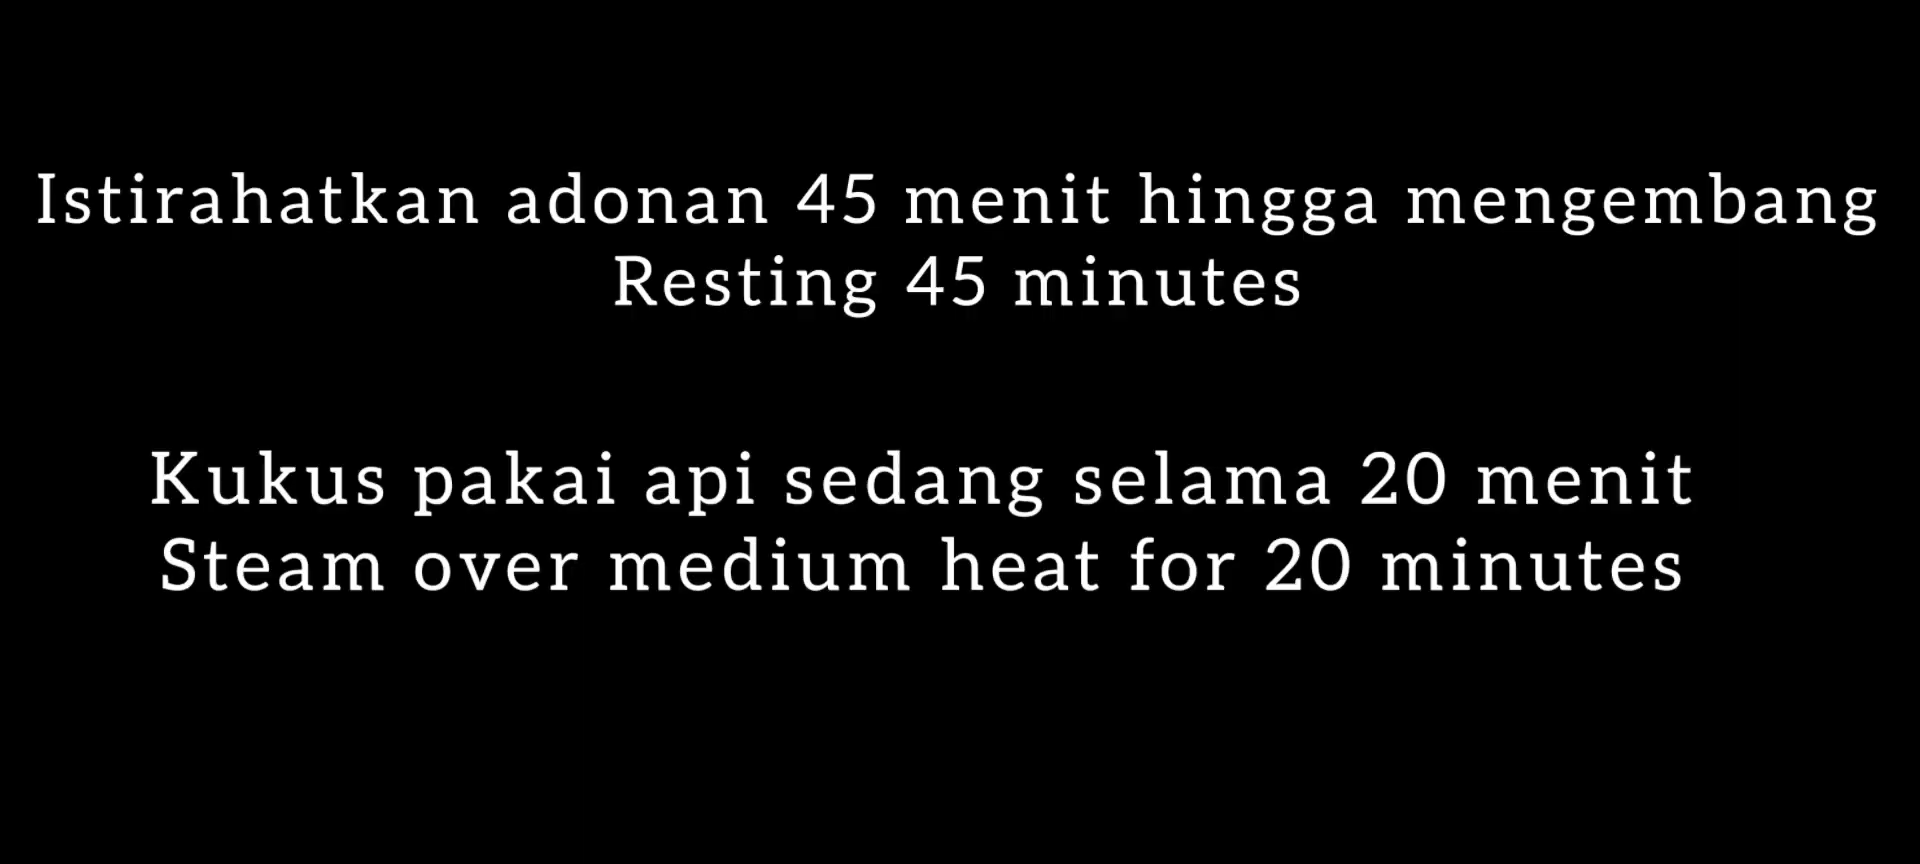 Istirahatkan adonan 45 menit hingga mengembang
Resting 45 minutes
Kukus pakai api sedang selama 20 menit
Steam over medium heat for 20 minutes